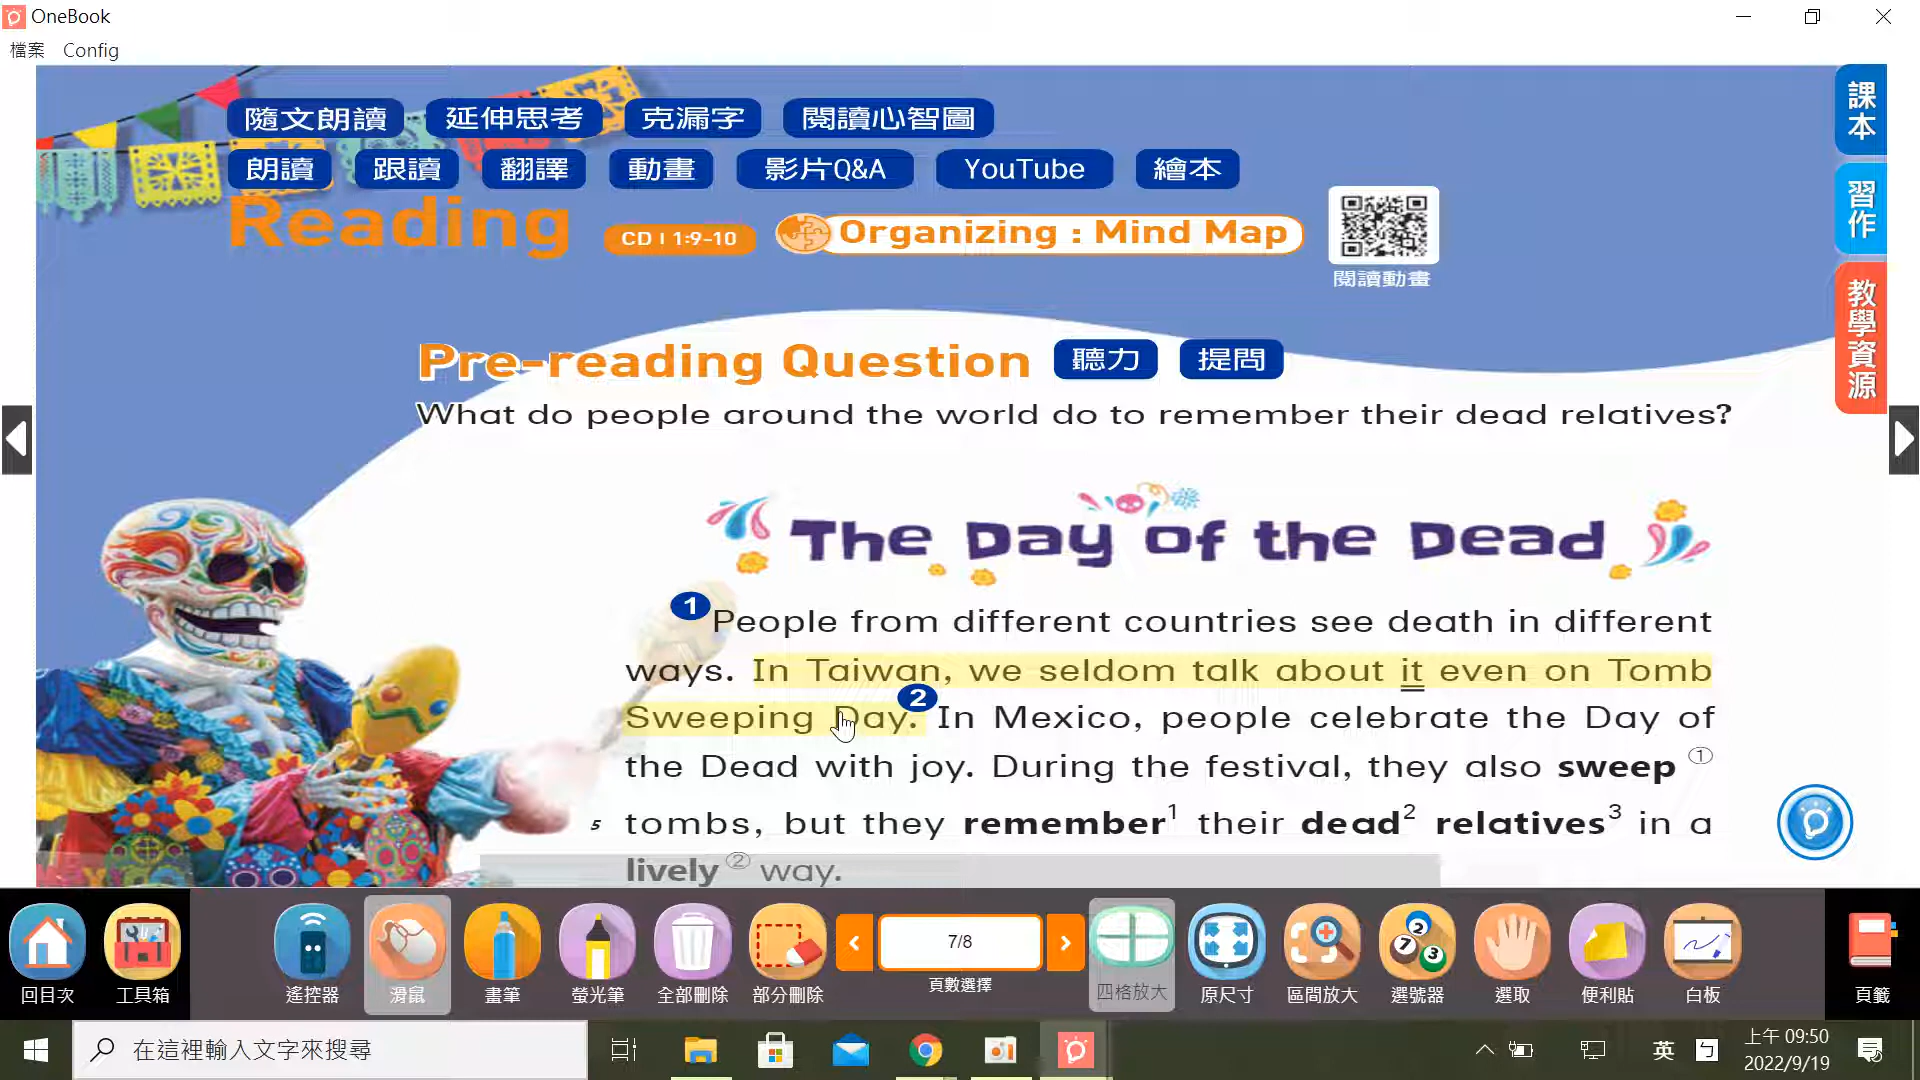 OneBook
檔案 Config
隨文朗讀 延伸思考 克漏字 閱讀心智圖
朗讀 跟讀 翻譯 動畫 影片Q&A YouTube 繪本
Reading CD I 1:9-10 Organizing : Mind Map
閱讀動畫
課本
習作
教學資源
Pre-reading Question 聽力 提問
What do people around the world do to remember their dead relatives?
The Day of the Dead
1 People from different countries see death in different
ways. In Taiwan, we seldom talk about it even on Tomb
Sweeping Day. 2 In Mexico, people celebrate the Day of
the Dead with joy. During the festival, they also sweep ①
5 tombs, but they remember1 their dead2 relatives3 in a
lively ② way.
7/8
回目次 工具箱 遙控器 滑鼠 畫筆 螢光筆 全部刪除 部分刪除 頁數選擇 四格放大 原尺寸 區間放大 選號器 選取 便利貼 白板 頁籤
2 7 3
在這裡輸入文字來搜尋
英 ㄅ 上午 09:50
2022/9/19